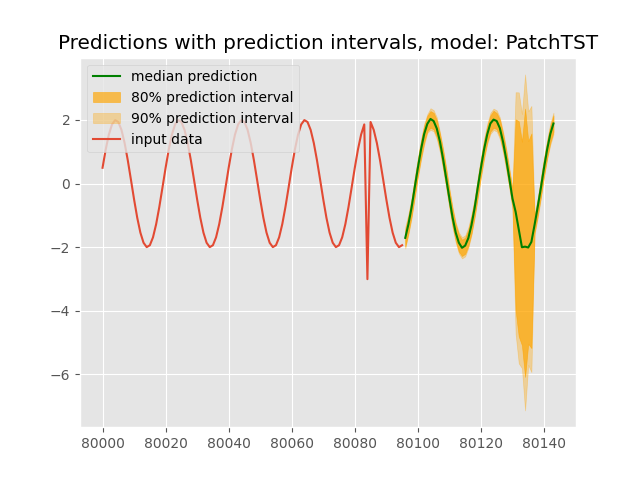 Predictions with prediction intervals, model: PatchTST
median prediction
80% prediction interval
90% prediction interval
input data
2
0
−2
−4
−6
80000 80020 80040 80060 80080 80100 80120 80140